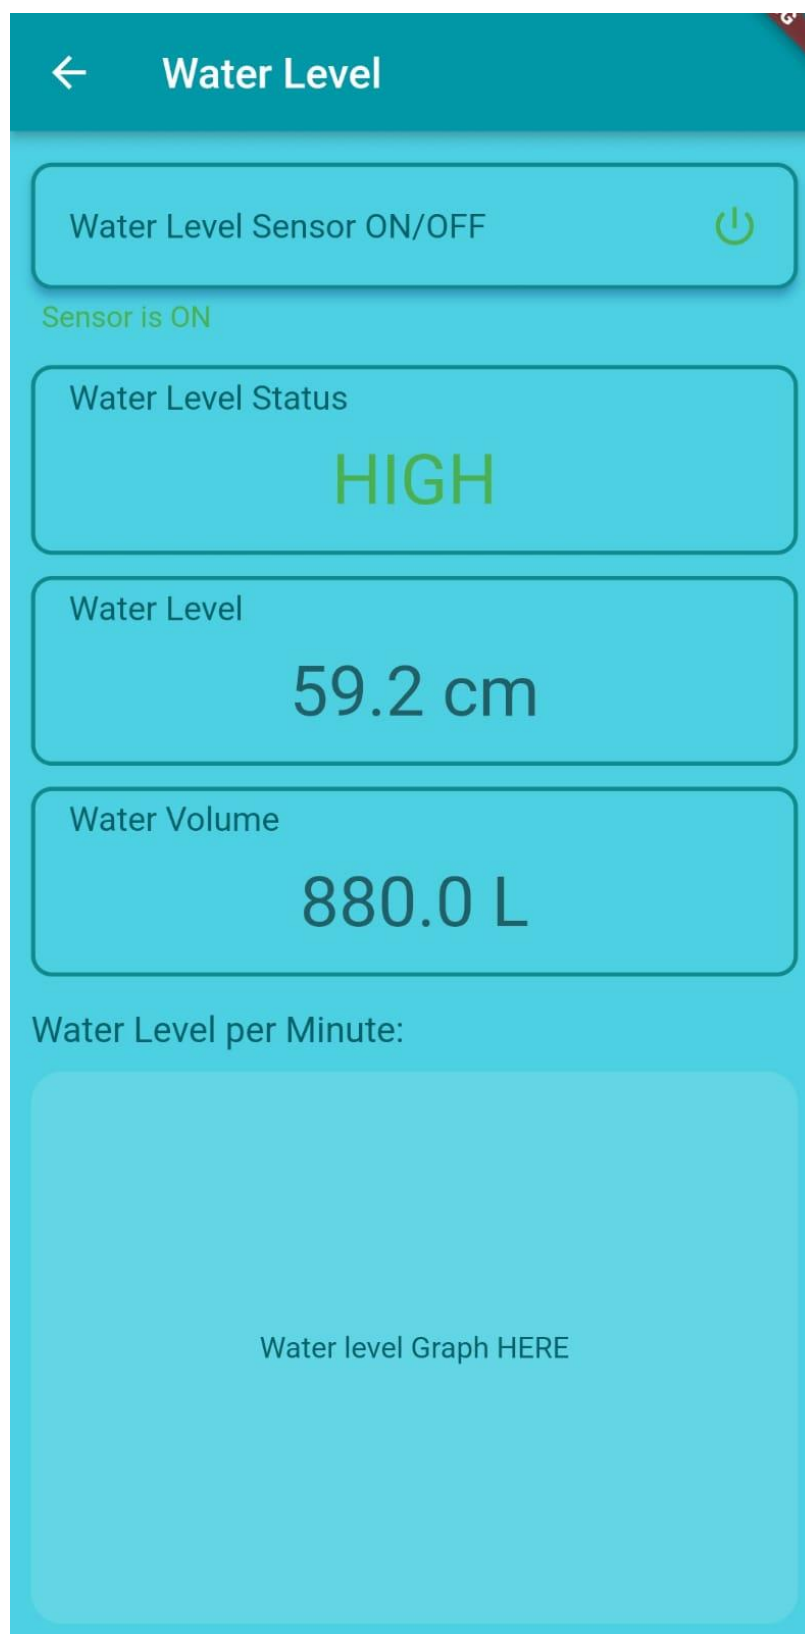 Water Level
Water Level Sensor ON/OFF
Sensor is ON
Water Level Status
HIGH
Water Level
59.2 cm
Water Volume
880.0 L
Water Level per Minute:
Water level Graph HERE